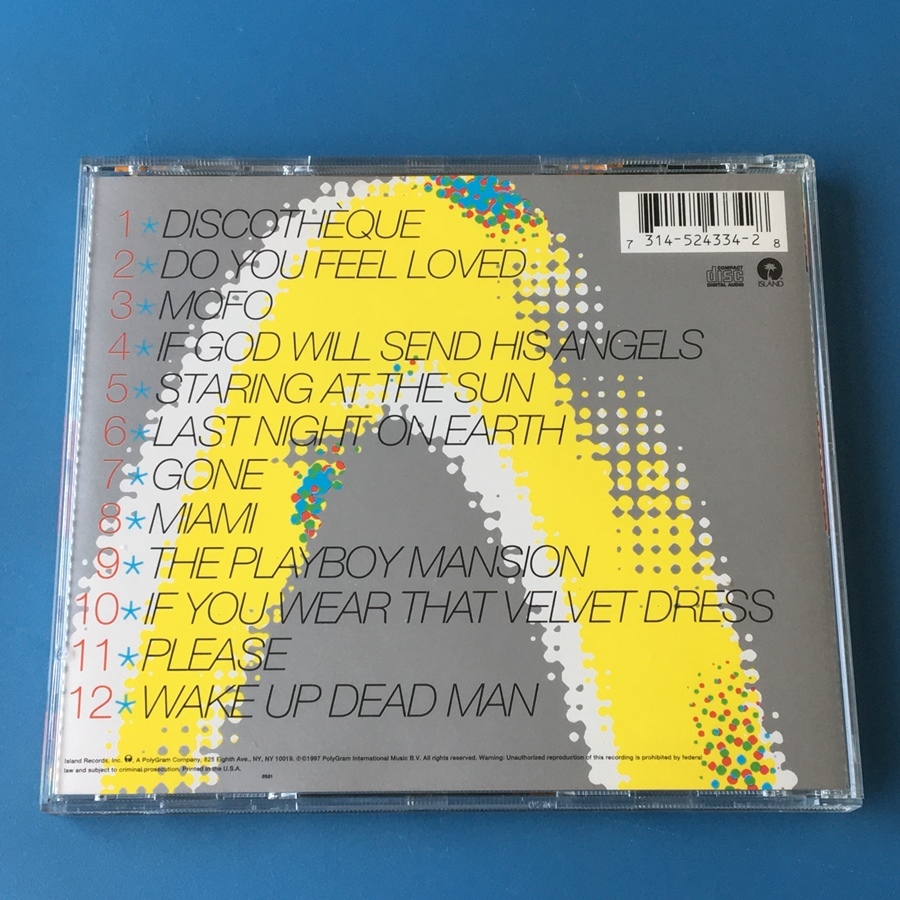 1*DISCOTHÈQUE
2*DO YOU FEEL LOVED
3*MOFO
4*IF GOD WILL SEND HIS ANGELS
5*STARING AT THE SUN
6*LAST NIGHT ON EARTH
7*GONE
8*MIAMI
9*THE PLAYBOY MANSION
10*IF YOU WEAR THAT VELVET DRESS
11*PLEASE
12*WAKE UP DEAD MAN
7 314-524334-2 8
COMPACT
disc
DIGITAL AUDIO
ISLAND
Island Records, Inc. , A PolyGram Company, 825 Eighth Ave., NY, NY 10019. ℗©1997 PolyGram International Music B.V. All rights reserved. Warning: Unauthorized reproduction of this recording is prohibited by federal
law and subject to criminal prosecution. Printed in the U.S.A.